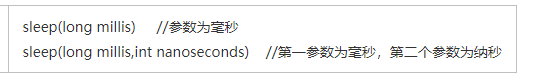 sleep(long millis) //参数为毫秒
sleep(long millis,int nanoseconds) //第一参数为毫秒，第二个参数为纳秒